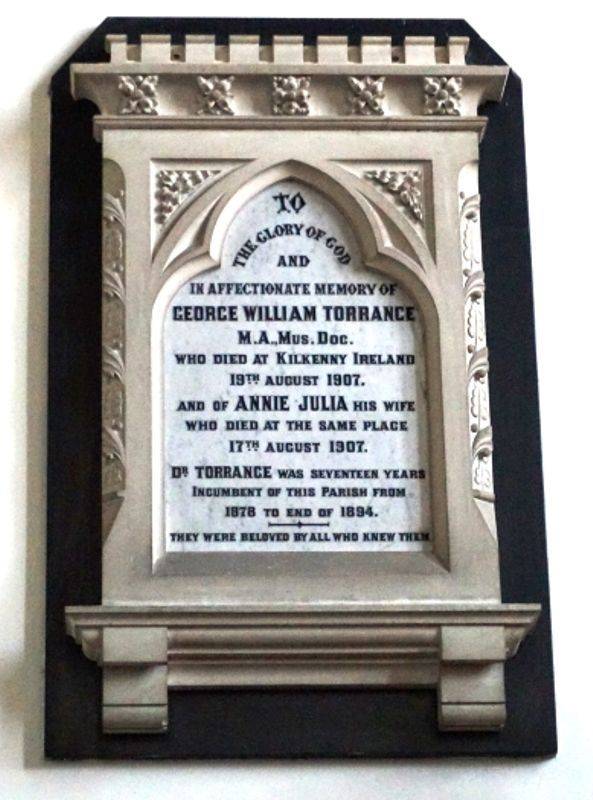 TO
THE GLORY OF GOD
AND
IN AFFECTIONATE MEMORY OF
GEORGE WILLIAM TORRANCE
M.A., MUS. DOC.
WHO DIED AT KILKENNY IRELAND
19TH AUGUST 1907.
AND OF ANNIE JULIA HIS WIFE
WHO DIED AT THE SAME PLACE
17TH AUGUST 1907.
DR TORRANCE WAS SEVENTEEN YEARS
INCUMBENT OF THIS PARISH FROM
1878 TO END OF 1894.
THEY WERE BELOVED BY ALL WHO KNEW THEM